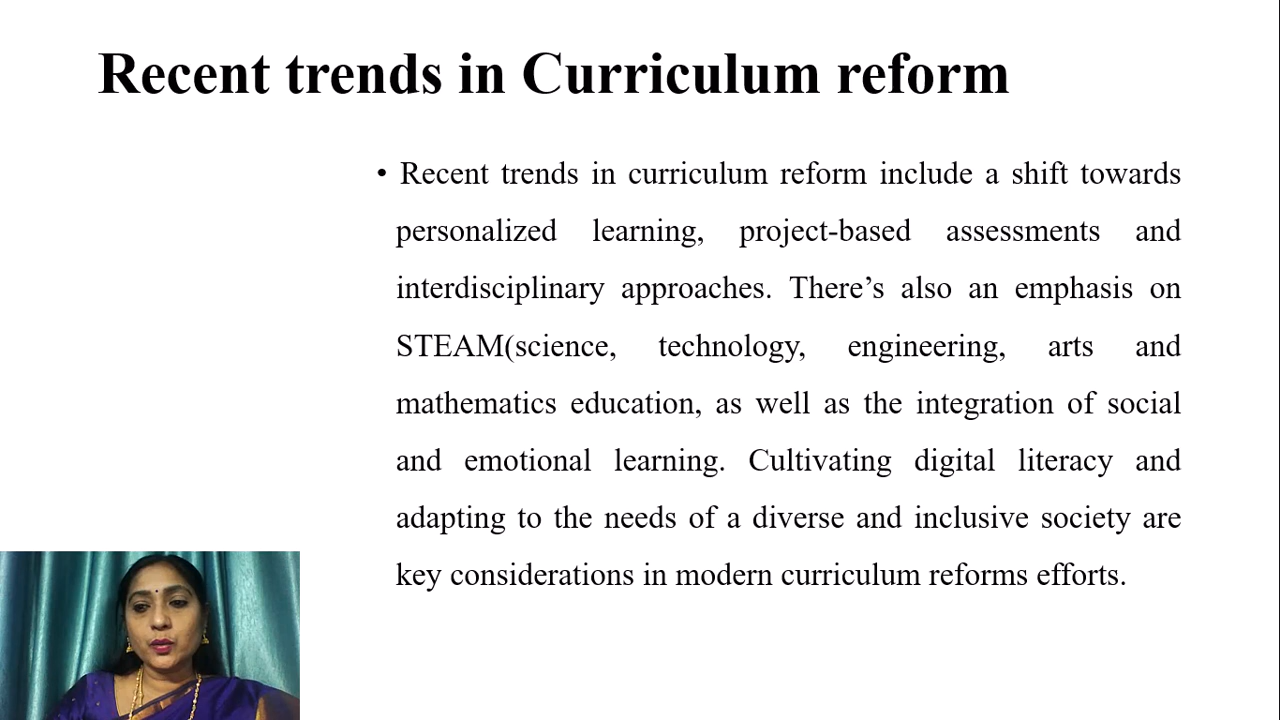 Recent trends in Curriculum reform
• Recent trends in curriculum reform include a shift towards
personalized learning, project-based assessments and
interdisciplinary approaches. There’s also an emphasis on
STEAM(science, technology, engineering, arts and
mathematics education, as well as the integration of social
and emotional learning. Cultivating digital literacy and
adapting to the needs of a diverse and inclusive society are
key considerations in modern curriculum reforms efforts.